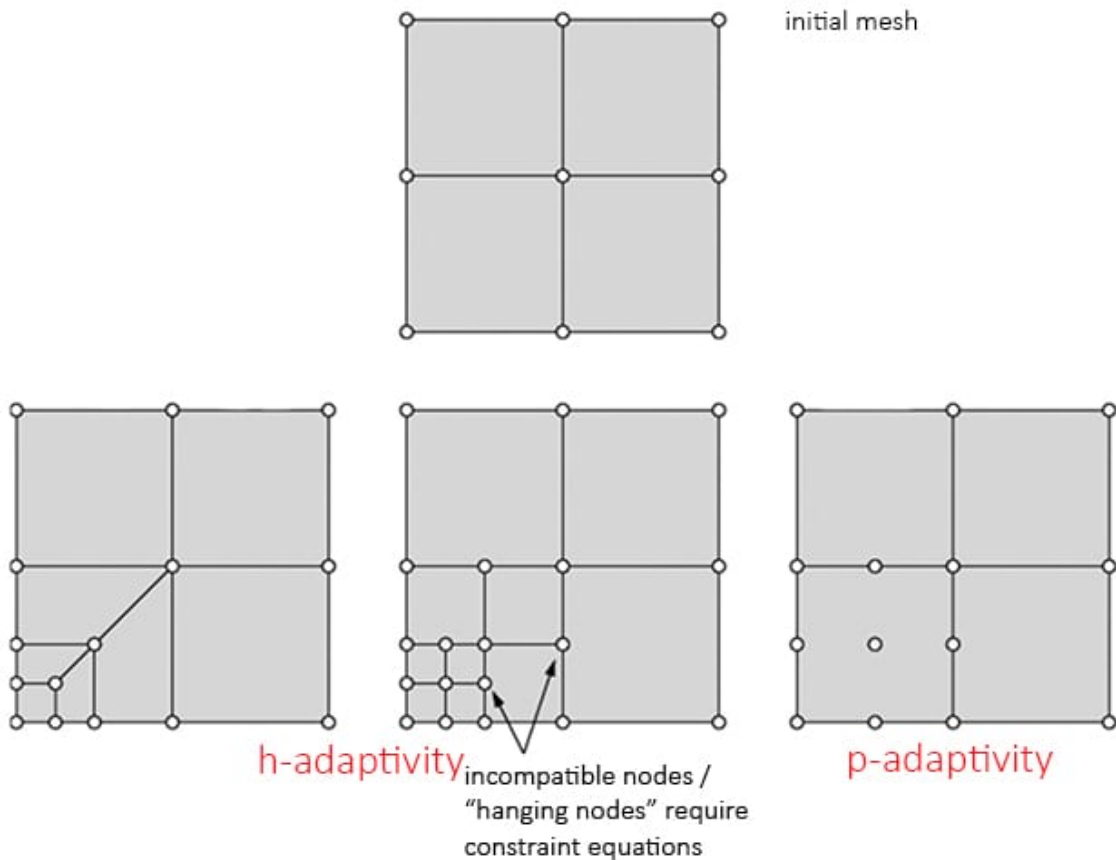 initial mesh
h-adaptivity
p-adaptivity
incompatible nodes /
“hanging nodes” require
constraint equations